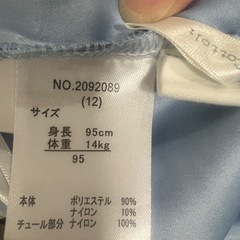 NO.2092089
(12)
サイズ
身長 95cm
体重 14kg
95
本体 ポリエステル 90%
ナイロン 10%
チュール部分 ナイロン 100%